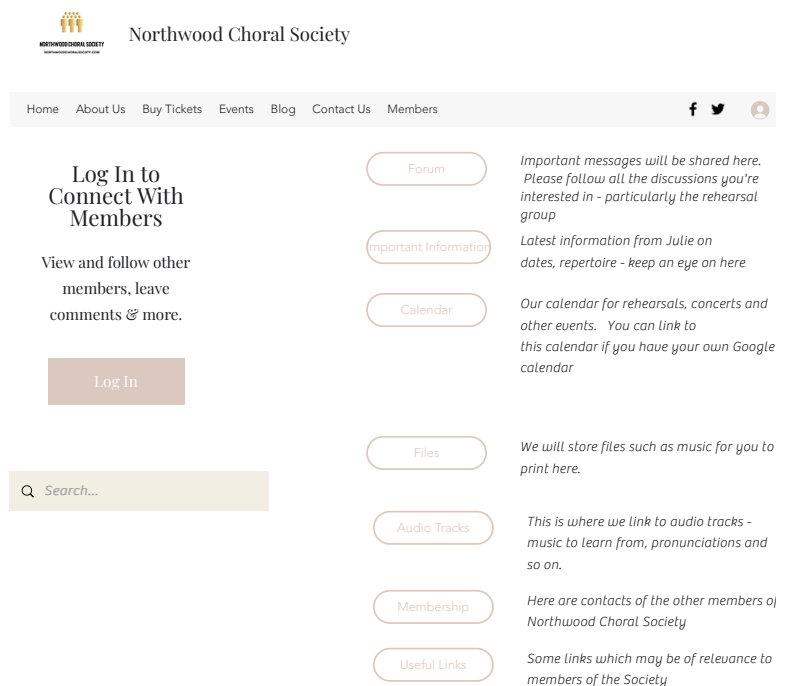 NORTHWOOD CHORAL SOCIETY
Northwood Choral Society
Home About Us Buy Tickets Events Blog Contact Us Members
Log In to
Connect With
Members
View and follow other
members, leave
comments & more.
Log In
Search...
Forum
Important messages will be shared here.
Please follow all the discussions you're
interested in - particularly the rehearsal
group
mportant Information
Latest information from Julie on
dates, repertoire - keep an eye on here
Calendar
Our calendar for rehearsals, concerts and
other events. You can link to
this calendar if you have your own Google
calendar
Files
We will store files such as music for you to
print here.
Audio Tracks
This is where we link to audio tracks -
music to learn from, pronunciations and
so on.
Membership
Here are contacts of the other members of
Northwood Choral Society
Useful Links
Some links which may be of relevance to
members of the Society